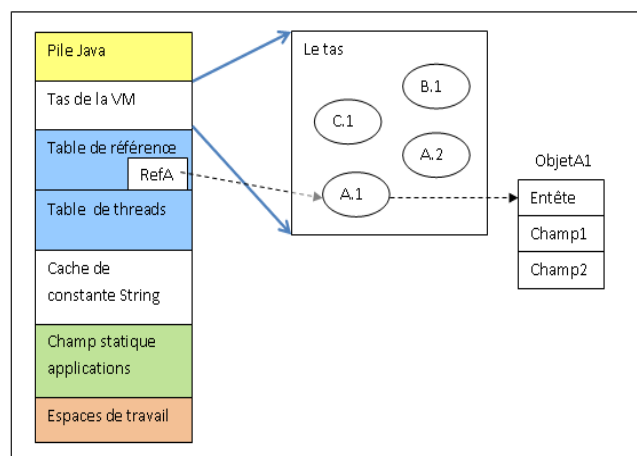 Pile Java
Tas de la VM
Table de référence
RefA
Table de threads
Cache de
constante String
Champ statique
applications
Espaces de travail
Le tas
B.1
C.1
A.2
A.1
ObjetA1
Entête
Champ1
Champ2